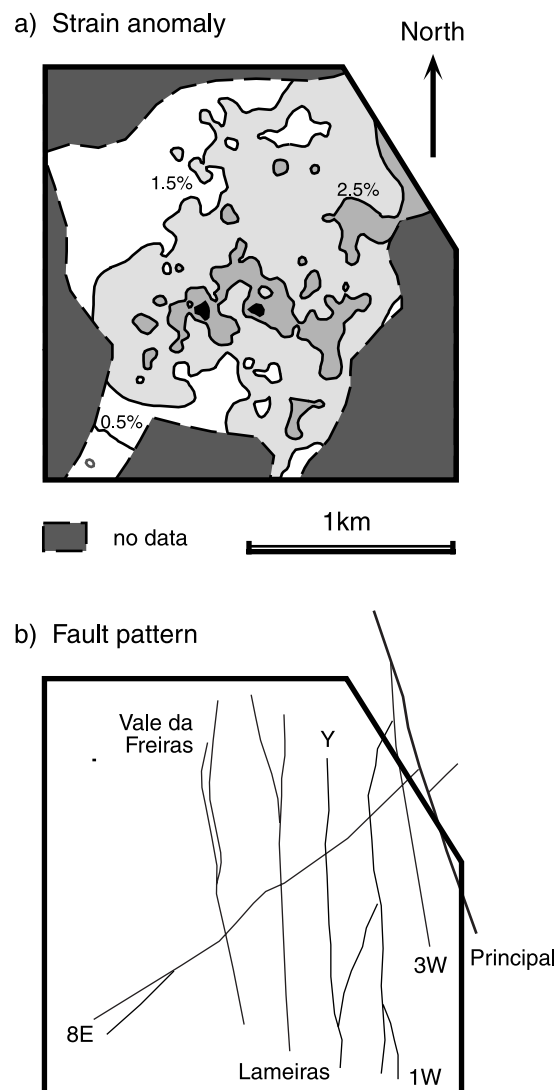 a) Strain anomaly
North
1.5%
2.5%
0.5%
no data
1km
b) Fault pattern
Vale da
Freiras
Y
8E
Lameiras
1W
3W
Principal